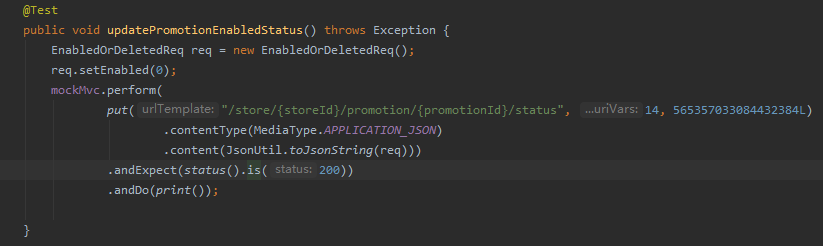 @Test
public void updatePromotionEnabledStatus() throws Exception {
EnabledOrDeletedReq req = new EnabledOrDeletedReq();
req.setEnabled(0);
mockMvc.perform(
put( urlTemplate: "/store/{storeId}/promotion/{promotionId}/status", ...uriVars: 14, 565357033084432384L)
.contentType(MediaType.APPLICATION_JSON)
.content(JsonUtil.toJsonString(req)))
.andExpect(status().is( status: 200))
.andDo(print());
}